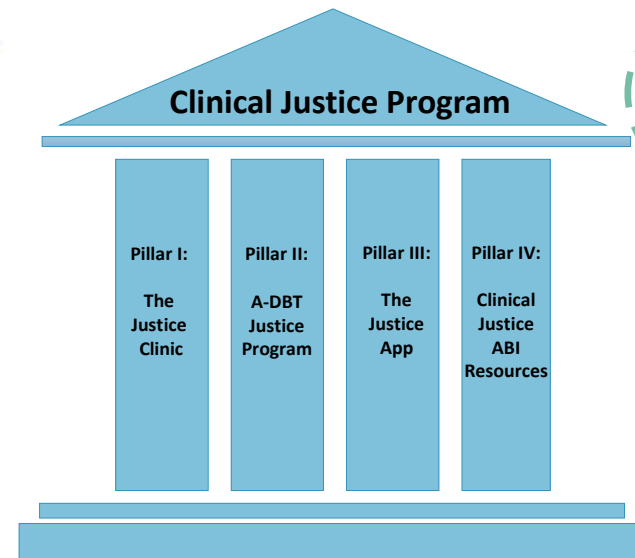 Clinical Justice Program
Pillar I:
The
Justice
Clinic
Pillar II:
A-DBT
Justice
Program
Pillar III:
The
Justice
App
Pillar IV:
Clinical
Justice
ABI
Resources